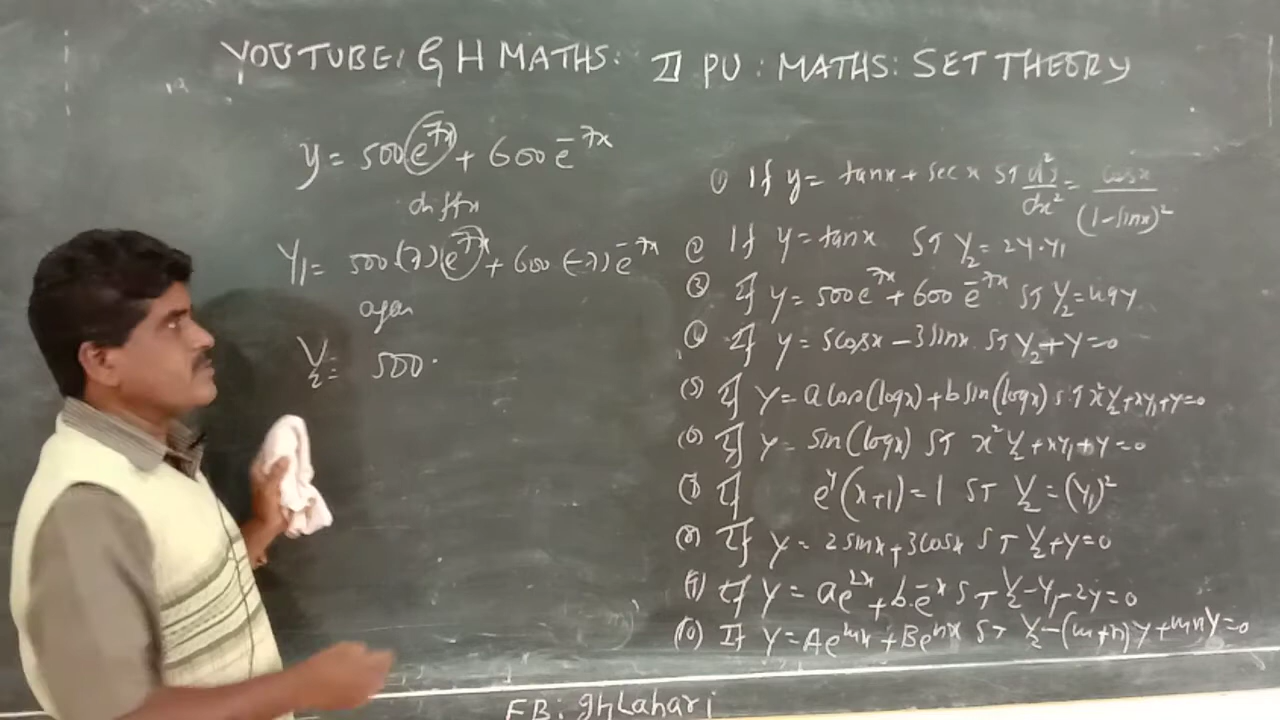 YOUTUBE: G H MATHS: II PU : MATHS: SET THEORY
y = 500 e^7x + 600 e^-7x
diffn
Y1 = 500 (7) e^7x + 600 (-7) e^-7x
again
Y2 = 500.
(1) If y = tanx + sec x ST d²y/dx² = cosx/(1-sinx)²
(2) If y = tanx ST Y2 = 2Y.Y1
(3) If y = 500 e^7x + 600 e^-7x ST Y2 = 49Y
(4) If y = 5cosx - 3sinx ST Y2 + Y = 0
(5) If Y = a cos(logx) + b sin(logx) S.T x²Y2 + xY1 + Y = 0
(6) If Y = sin(logx) ST x²Y2 + xY1 + Y = 0
(7) If e^y (x+1) = 1 ST Y2 = (Y1)²
(8) If Y = 2sinx + 3cosx ST Y2 + Y = 0
(9) If Y = ae^2x + b.e^-x ST Y2 - Y1 - 2Y = 0
(10) If Y = Ae^mx + Be^nx ST Y2 - (m+n)Y + mnY = 0
FB: ghLahari